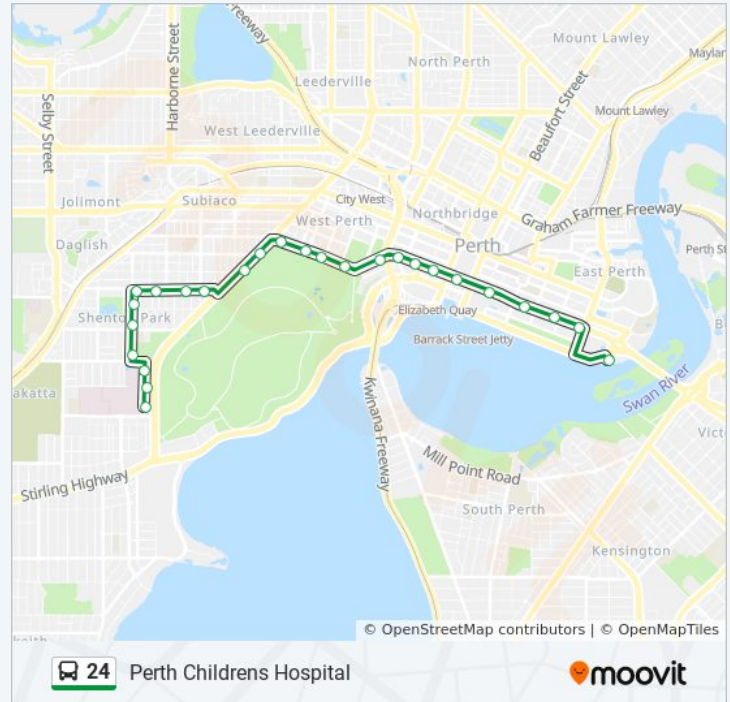 Freeway
Mount Lawley
Harborne Street
North Perth
Selby Street
Leederville
Beaufort Street
Maylan
Mount Lawley
West Leederville
Jolimont
Subiaco
City West
Northbridge
Graham Farmer Freeway
West Perth
Daglish
Perth
Perth St
East Perth
Shenton Park
Elizabeth Quay
Barrack Street Jetty
akatta
Kwinana Freeway
Swan River
Vict
Mill Point Road
Stirling Highway
South Perth
Kensington
keith
© OpenStreetMap contributors | © OpenMapTiles
24 Perth Childrens Hospital
moovit